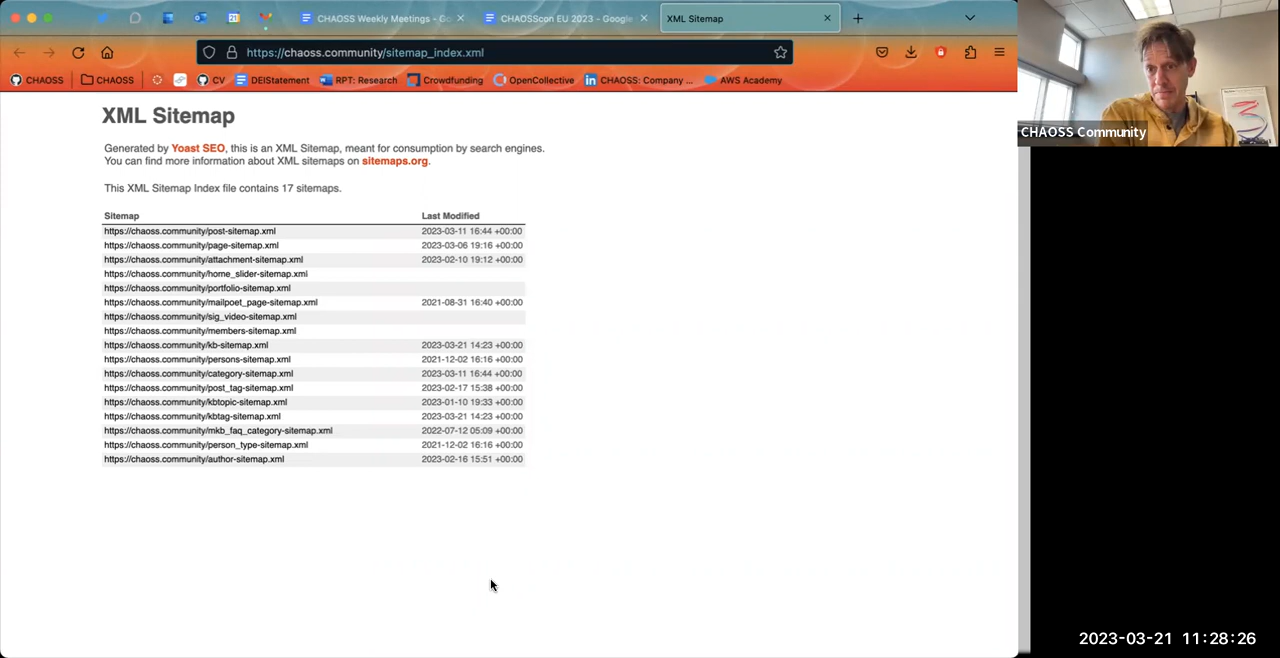 CHAOSS Weekly Meetings - Go
CHAOSScon EU 2023 - Google
XML Sitemap
https://chaoss.community/sitemap_index.xml
CHAOSS
CHAOSS
CV
DEIStatement
RPT: Research
Crowdfunding
OpenCollective
CHAOSS: Company ...
AWS Academy
CHAOSS Community
XML Sitemap
Generated by Yoast SEO, this is an XML Sitemap, meant for consumption by search engines.
You can find more information about XML sitemaps on sitemaps.org.
This XML Sitemap Index file contains 17 sitemaps.
Sitemap Last Modified
https://chaoss.community/post-sitemap.xml 2023-03-11 16:44 +00:00
https://chaoss.community/page-sitemap.xml 2023-03-06 19:16 +00:00
https://chaoss.community/attachment-sitemap.xml 2023-02-10 19:12 +00:00
https://chaoss.community/home_slider-sitemap.xml
https://chaoss.community/portfolio-sitemap.xml
https://chaoss.community/mailpoet_page-sitemap.xml 2021-08-31 16:40 +00:00
https://chaoss.community/sig_video-sitemap.xml
https://chaoss.community/members-sitemap.xml
https://chaoss.community/kb-sitemap.xml 2023-03-21 14:23 +00:00
https://chaoss.community/persons-sitemap.xml 2021-12-02 16:16 +00:00
https://chaoss.community/category-sitemap.xml 2023-03-11 16:44 +00:00
https://chaoss.community/post_tag-sitemap.xml 2023-02-17 15:38 +00:00
https://chaoss.community/kbtopic-sitemap.xml 2023-01-10 19:33 +00:00
https://chaoss.community/kbtag-sitemap.xml 2023-03-21 14:23 +00:00
https://chaoss.community/mkb_faq_category-sitemap.xml 2022-07-12 05:09 +00:00
https://chaoss.community/person_type-sitemap.xml 2021-12-02 16:16 +00:00
https://chaoss.community/author-sitemap.xml 2023-02-16 15:51 +00:00
2023-03-21 11:28:26